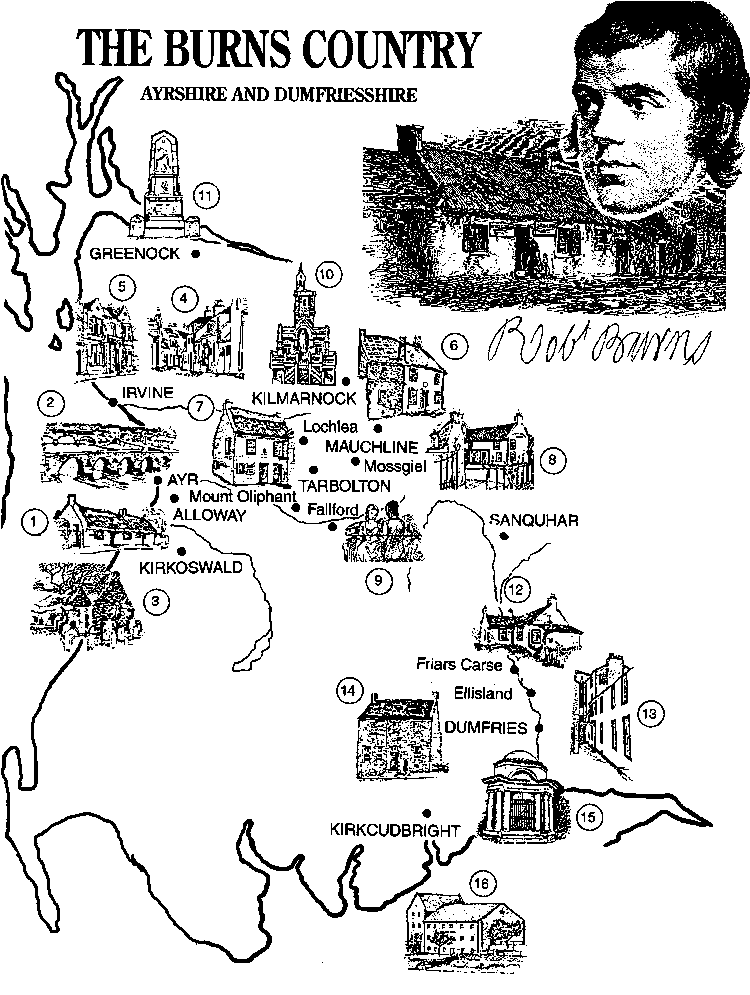 THE BURNS COUNTRY
AYRSHIRE AND DUMFRIESSHIRE
11
GREENOCK
10
5
4
6
Robt Burns
IRVINE
KILMARNOCK
2
7
Lochlea
MAUCHLINE
Mossgiel
8
AYR
Mount Oliphant
TARBOLTON
ALLOWAY
Failford
1
SANQUHAR
KIRKOSWALD
9
3
12
Friars Carse
Ellisland
14
13
DUMFRIES
KIRKCUDBRIGHT
15
16